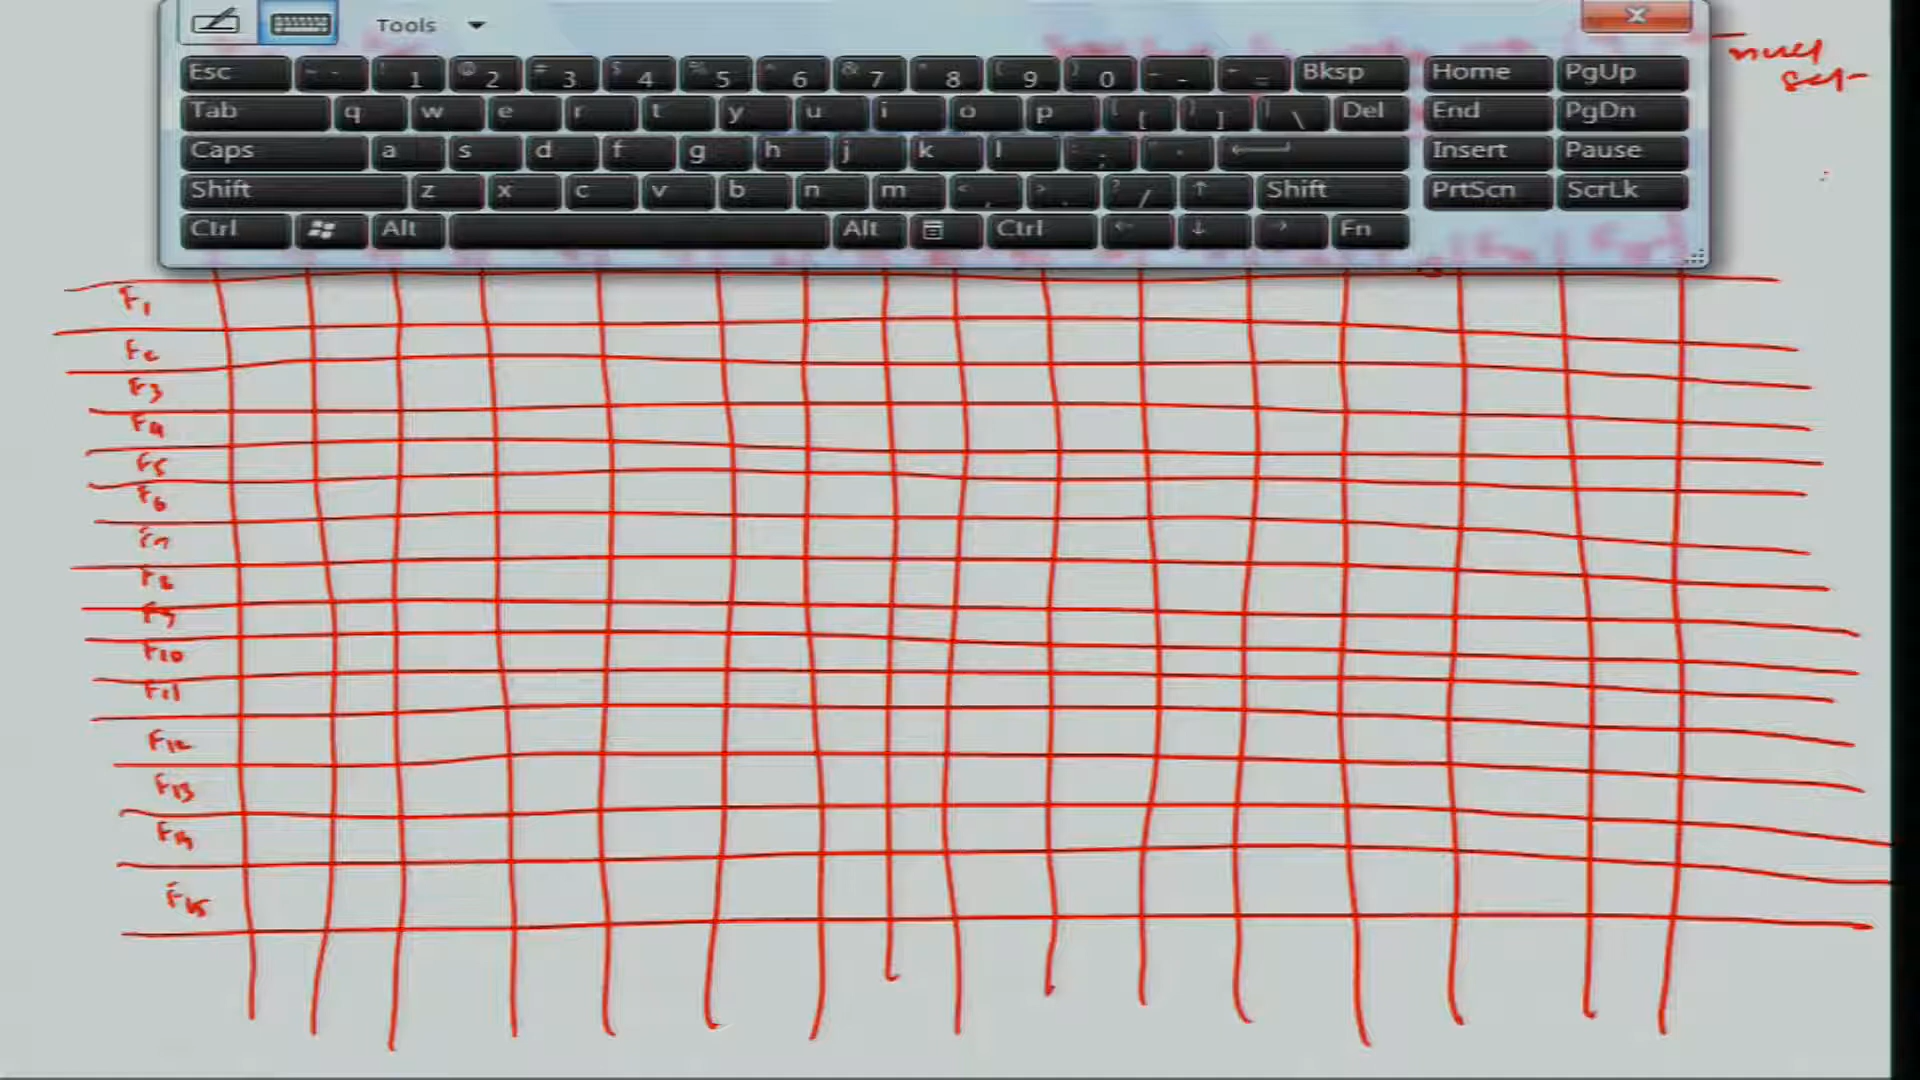 Tools
Esc 1 2 3 4 5 6 7 8 9 0 - = Bksp Home PgUp
Tab q w e r t y u i o p [ ] \ Del End PgDn
Caps a s d f g h j k l ; Insert Pause
Shift z x c v b n m , . / ↑ Shift PrtScn ScrLk
Ctrl Alt Alt Ctrl ← ↓ → Fn
null
set
F1
F2
F3
F4
F5
F6
F7
F8
F9
F10
F11
F12
F13
F14
F15